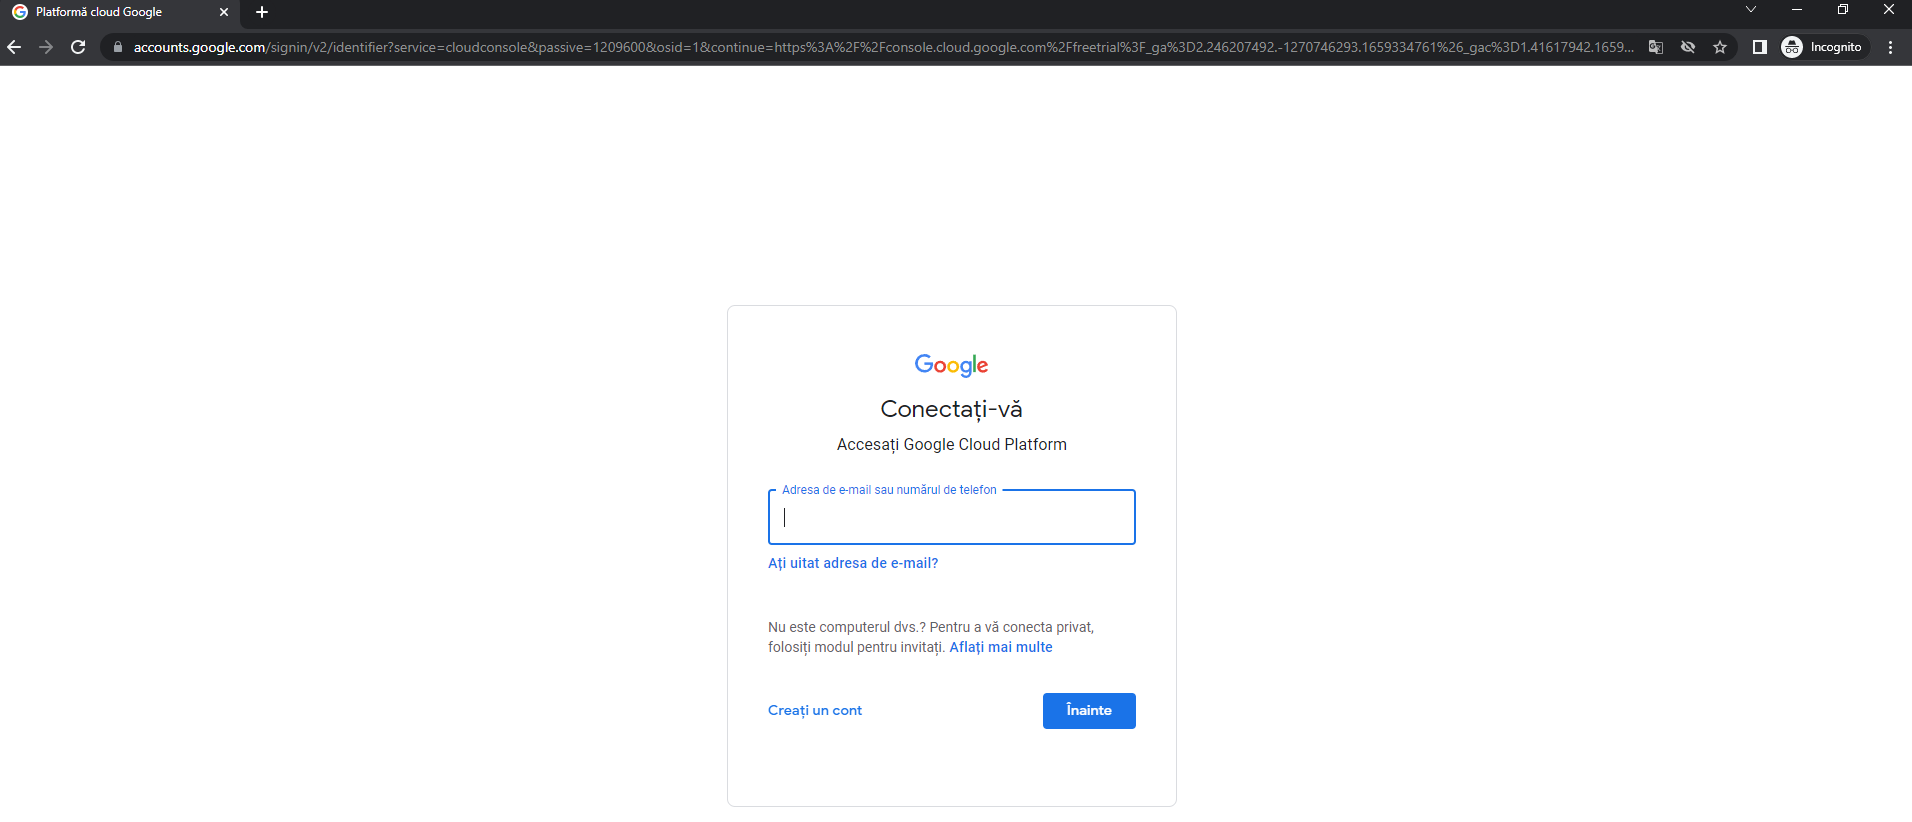 Platformă cloud Google
accounts.google.com/signin/v2/identifier?service=cloudconsole&passive=1209600&osid=1&continue=https%3A%2F%2Fconsole.cloud.google.com%2Ffreetrial%3F_ga%3D2.246207492.-1270746293.1659334761%26_gac%3D1.41617942.1659...
Incognito
Google
Conectați-vă
Accesați Google Cloud Platform
Adresa de e-mail sau numărul de telefon
Ați uitat adresa de e-mail?
Nu este computerul dvs.? Pentru a vă conecta privat,
folosiți modul pentru invitați. Aflați mai multe
Creați un cont
Înainte